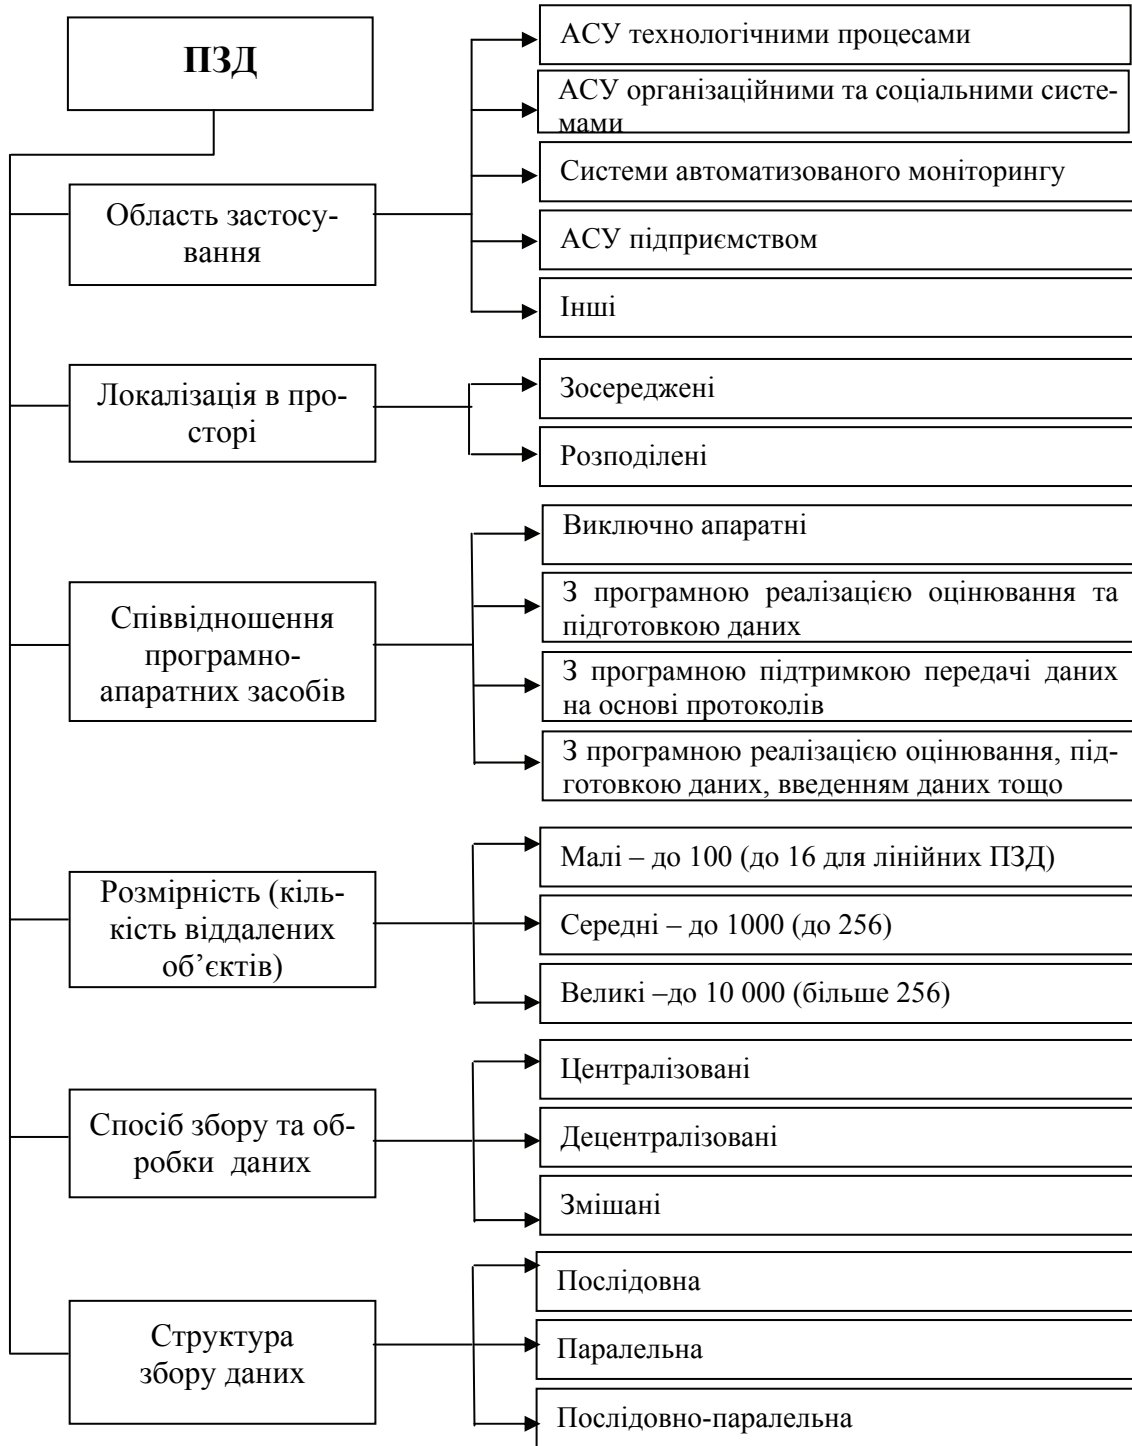 ПЗД
АСУ технологічними процесами
АСУ організаційними та соціальними систе-
мами
Системи автоматизованого моніторингу
АСУ підприємством
Інші
Область застосу-
вання
Локалізація в про-
сторі
Зосереджені
Розподілені
Співвідношення
програмно-
апаратних засобів
Виключно апаратні
З програмною реалізацією оцінювання та
підготовкою даних
З програмною підтримкою передачі даних
на основі протоколів
З програмною реалізацією оцінювання, під-
готовкою даних, введенням даних тощо
Розмірність (кіль-
кість віддалених
об’єктів)
Малі – до 100 (до 16 для лінійних ПЗД)
Середні – до 1000 (до 256)
Великі –до 10 000 (більше 256)
Спосіб збору та об-
робки даних
Централізовані
Децентралізовані
Змішані
Структура
збору даних
Послідовна
Паралельна
Послідовно-паралельна